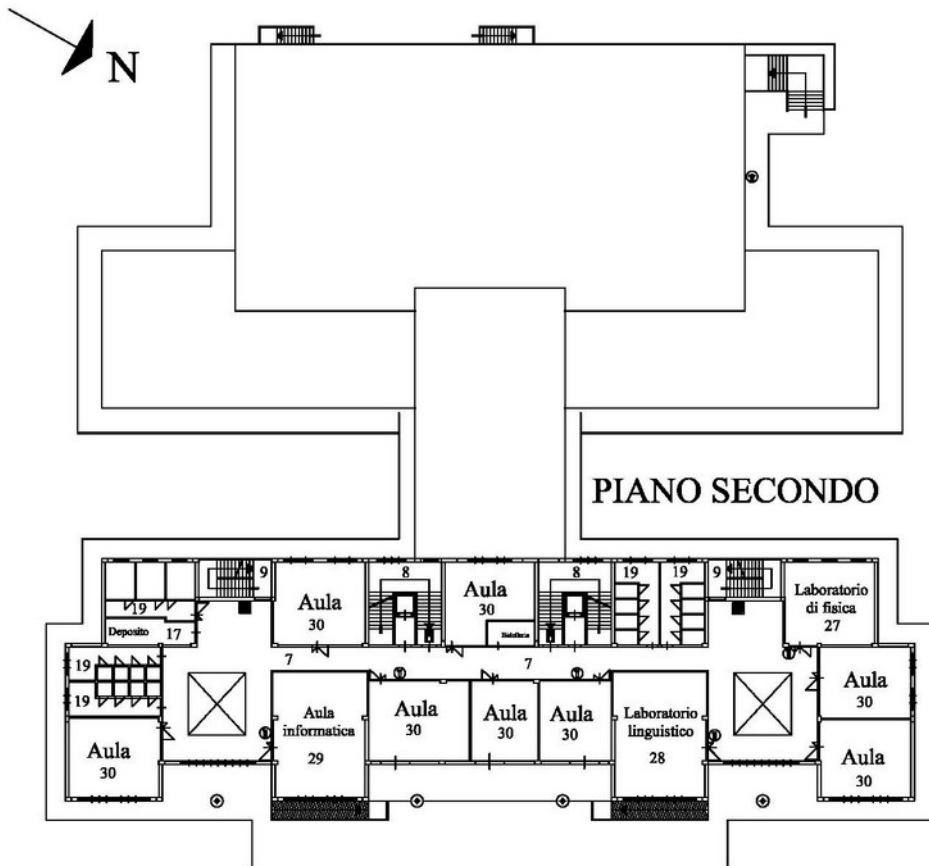 N
PIANO SECONDO
19
Deposito 17
19
19
Aula
30
9
Aula
30
7
Aula
informatica
29
8
Aula
30
Aula
30
7
Aula
30
Aula
30
8
19
19
9
Laboratorio
linguistico
28
Laboratorio
di fisica
27
Aula
30
Aula
30